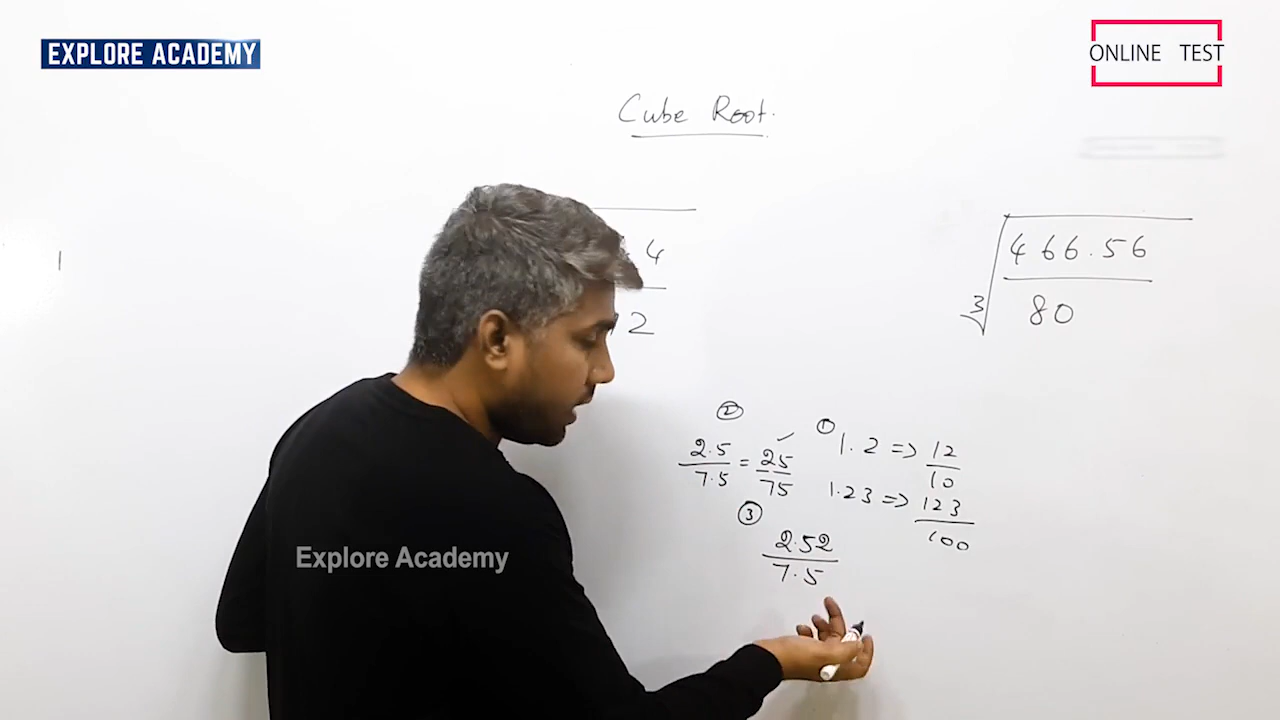 EXPLORE ACADEMY
ONLINE TEST
Cube Root.
4
2
3
466.56
80
②
2.5
7.5
=
25
75
①
1.2 => 12
10
1.23 => 123
100
③
2.52
7.5
Explore Academy